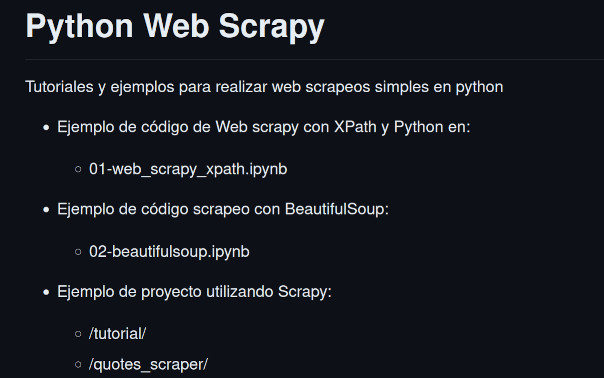 Python Web Scrapy
Tutoriales y ejemplos para realizar web scrapeos simples en python
Ejemplo de código de Web scrapy con XPath y Python en:
01-web_scrapy_xpath.ipynb
Ejemplo de código scrapeo con BeautifulSoup:
02-beautifulsoup.ipynb
Ejemplo de proyecto utilizando Scrapy:
/tutorial/
/quotes_scraper/